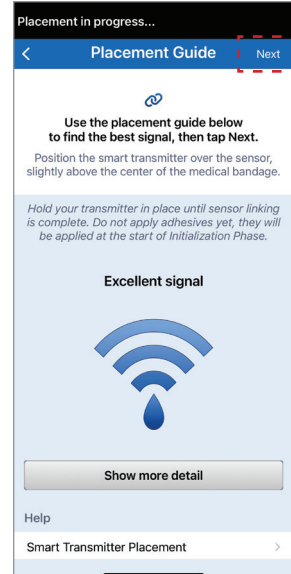 Placement in progress...
Placement Guide Next
Use the placement guide below
to find the best signal, then tap Next.
Position the smart transmitter over the sensor,
slightly above the center of the medical bandage.
Hold your transmitter in place until sensor linking
is complete. Do not apply adhesives yet, they will
be applied at the start of Initialization Phase.
Excellent signal
Show more detail
Help
Smart Transmitter Placement